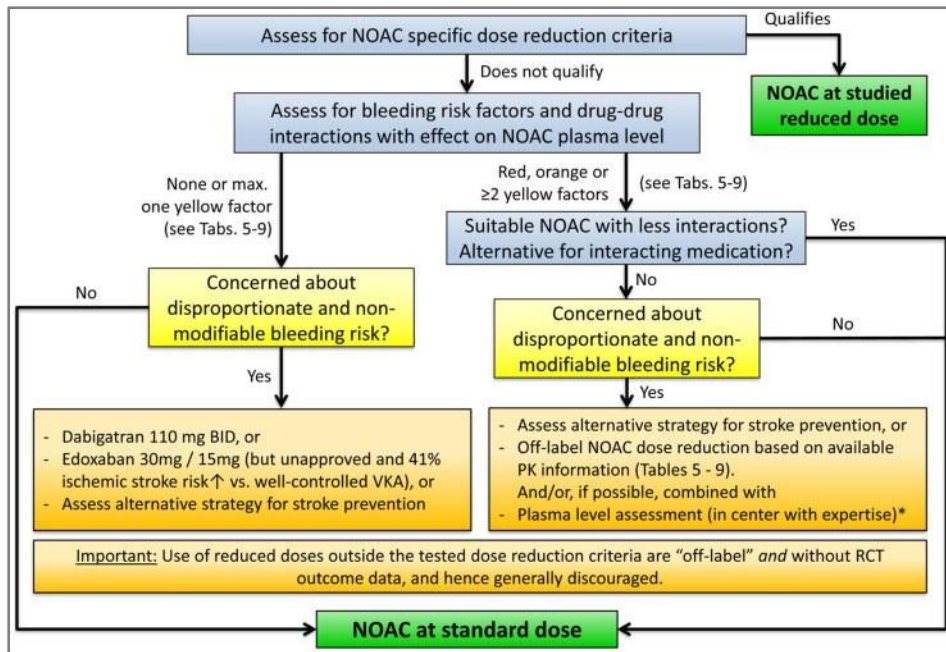 Assess for NOAC specific dose reduction criteria
Qualifies
NOAC at studied
reduced dose
Does not qualify
Assess for bleeding risk factors and drug-drug
interactions with effect on NOAC plasma level
None or max.
one yellow factor
(see Tabs. 5-9)
Red, orange or
≥2 yellow factors
(see Tabs. 5-9)
Suitable NOAC with less interactions?
Alternative for interacting medication?
Yes
No
No
Concerned about
disproportionate and non-
modifiable bleeding risk?
Concerned about
disproportionate and non-
modifiable bleeding risk?
No
Yes
Yes
- Dabigatran 110 mg BID, or
- Edoxaban 30mg / 15mg (but unapproved and 41%
ischemic stroke risk↑ vs. well-controlled VKA), or
- Assess alternative strategy for stroke prevention
- Assess alternative strategy for stroke prevention, or
- Off-label NOAC dose reduction based on available
PK information (Tables 5 - 9).
And/or, if possible, combined with
- Plasma level assessment (in center with expertise)*
Important: Use of reduced doses outside the tested dose reduction criteria are "off-label" and without RCT
outcome data, and hence generally discouraged.
NOAC at standard dose